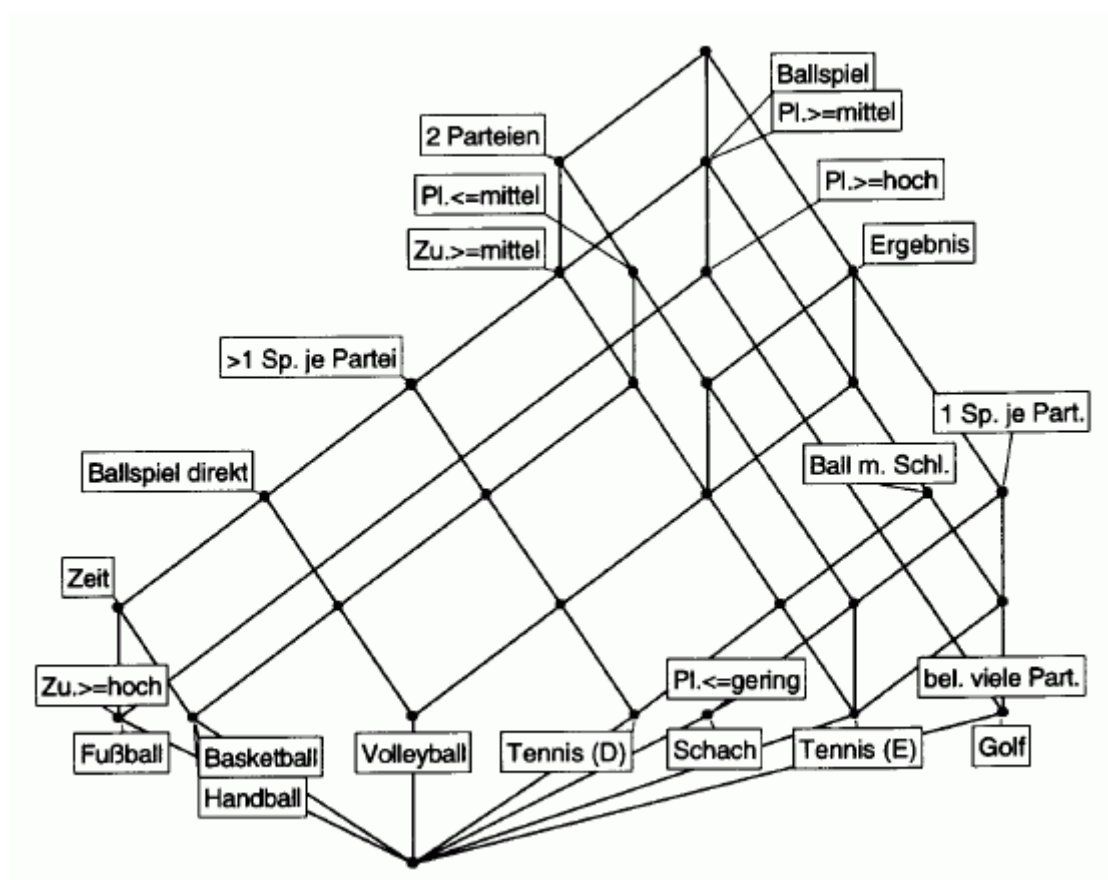 Ballspiel
Pl.>=mittel
2 Parteien
Pl.>=hoch
Pl.<=mittel
Zu.>=mittel
Ergebnis
>1 Sp. je Partei
1 Sp. je Part.
Ball m. Schl.
Ballspiel direkt
Zeit
Zu.>=hoch
Pl.<=gering
bel. viele Part.
Fußball
Basketball
Volleyball
Tennis (D)
Schach
Tennis (E)
Golf
Handball